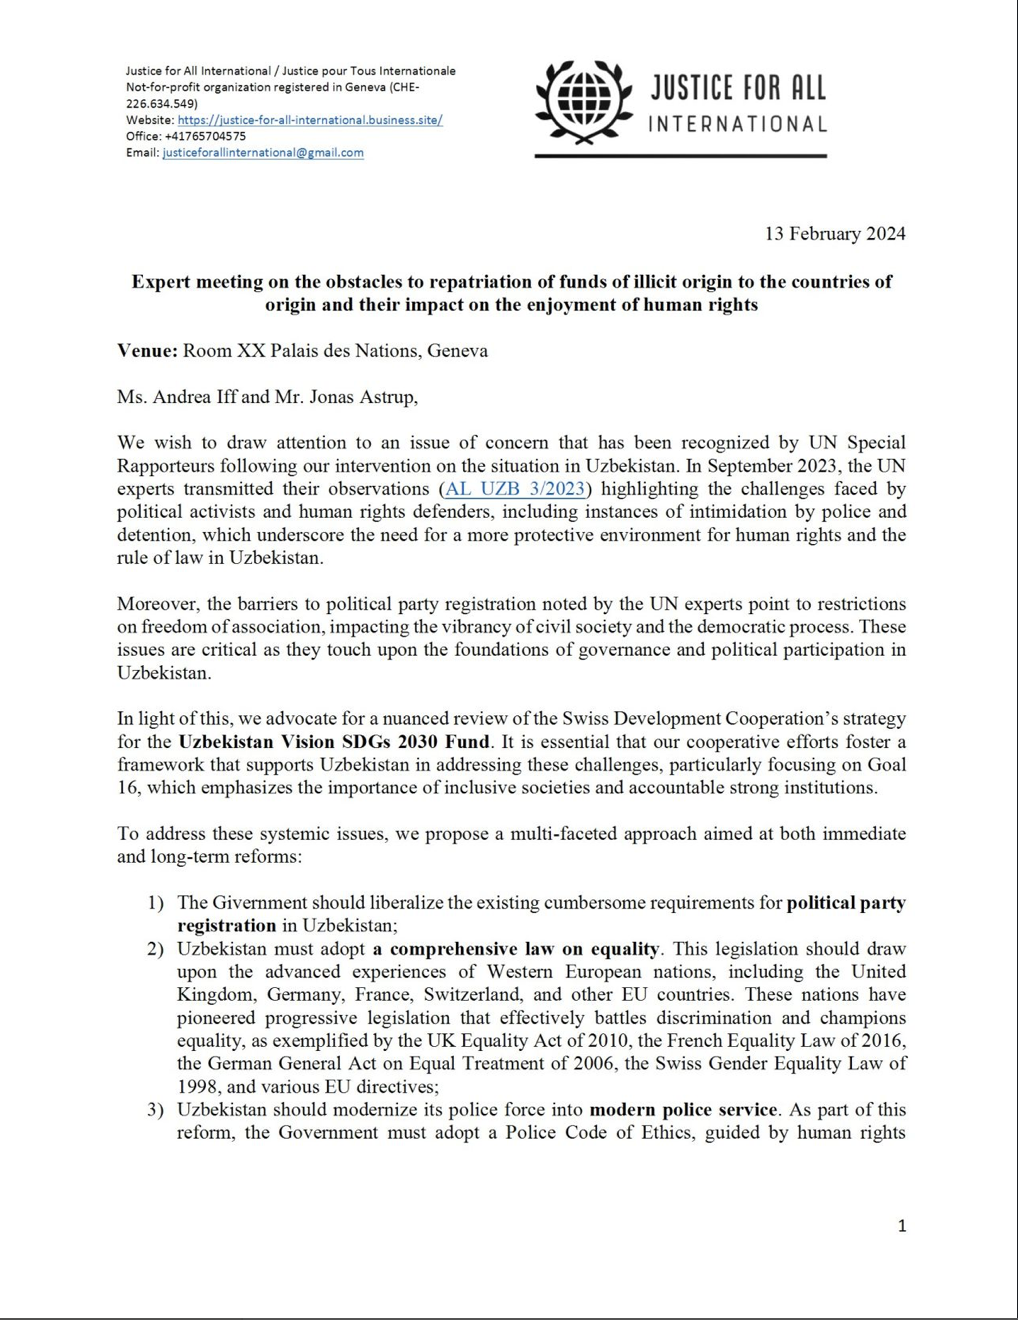 Justice for All International / Justice pour Tous Internationale
Not-for-profit organization registered in Geneva (CHE-
226.634.549)
Website: https://justice-for-all-international.business.site/
Office: +41765704575
Email: justiceforallinternational@gmail.com
JUSTICE FOR ALL
INTERNATIONAL
13 February 2024
Expert meeting on the obstacles to repatriation of funds of illicit origin to the countries of
origin and their impact on the enjoyment of human rights
Venue: Room XX Palais des Nations, Geneva
Ms. Andrea Iff and Mr. Jonas Astrup,
We wish to draw attention to an issue of concern that has been recognized by UN Special
Rapporteurs following our intervention on the situation in Uzbekistan. In September 2023, the UN
experts transmitted their observations (AL UZB 3/2023) highlighting the challenges faced by
political activists and human rights defenders, including instances of intimidation by police and
detention, which underscore the need for a more protective environment for human rights and the
rule of law in Uzbekistan.
Moreover, the barriers to political party registration noted by the UN experts point to restrictions
on freedom of association, impacting the vibrancy of civil society and the democratic process. These
issues are critical as they touch upon the foundations of governance and political participation in
Uzbekistan.
In light of this, we advocate for a nuanced review of the Swiss Development Cooperation’s strategy
for the Uzbekistan Vision SDGs 2030 Fund. It is essential that our cooperative efforts foster a
framework that supports Uzbekistan in addressing these challenges, particularly focusing on Goal
16, which emphasizes the importance of inclusive societies and accountable strong institutions.
To address these systemic issues, we propose a multi-faceted approach aimed at both immediate
and long-term reforms:
1) The Givernment should liberalize the existing cumbersome requirements for political party
registration in Uzbekistan;
2) Uzbekistan must adopt a comprehensive law on equality. This legislation should draw
upon the advanced experiences of Western European nations, including the United
Kingdom, Germany, France, Switzerland, and other EU countries. These nations have
pioneered progressive legislation that effectively battles discrimination and champions
equality, as exemplified by the UK Equality Act of 2010, the French Equality Law of 2016,
the German General Act on Equal Treatment of 2006, the Swiss Gender Equality Law of
1998, and various EU directives;
3) Uzbekistan should modernize its police force into modern police service. As part of this
reform, the Government must adopt a Police Code of Ethics, guided by human rights
1